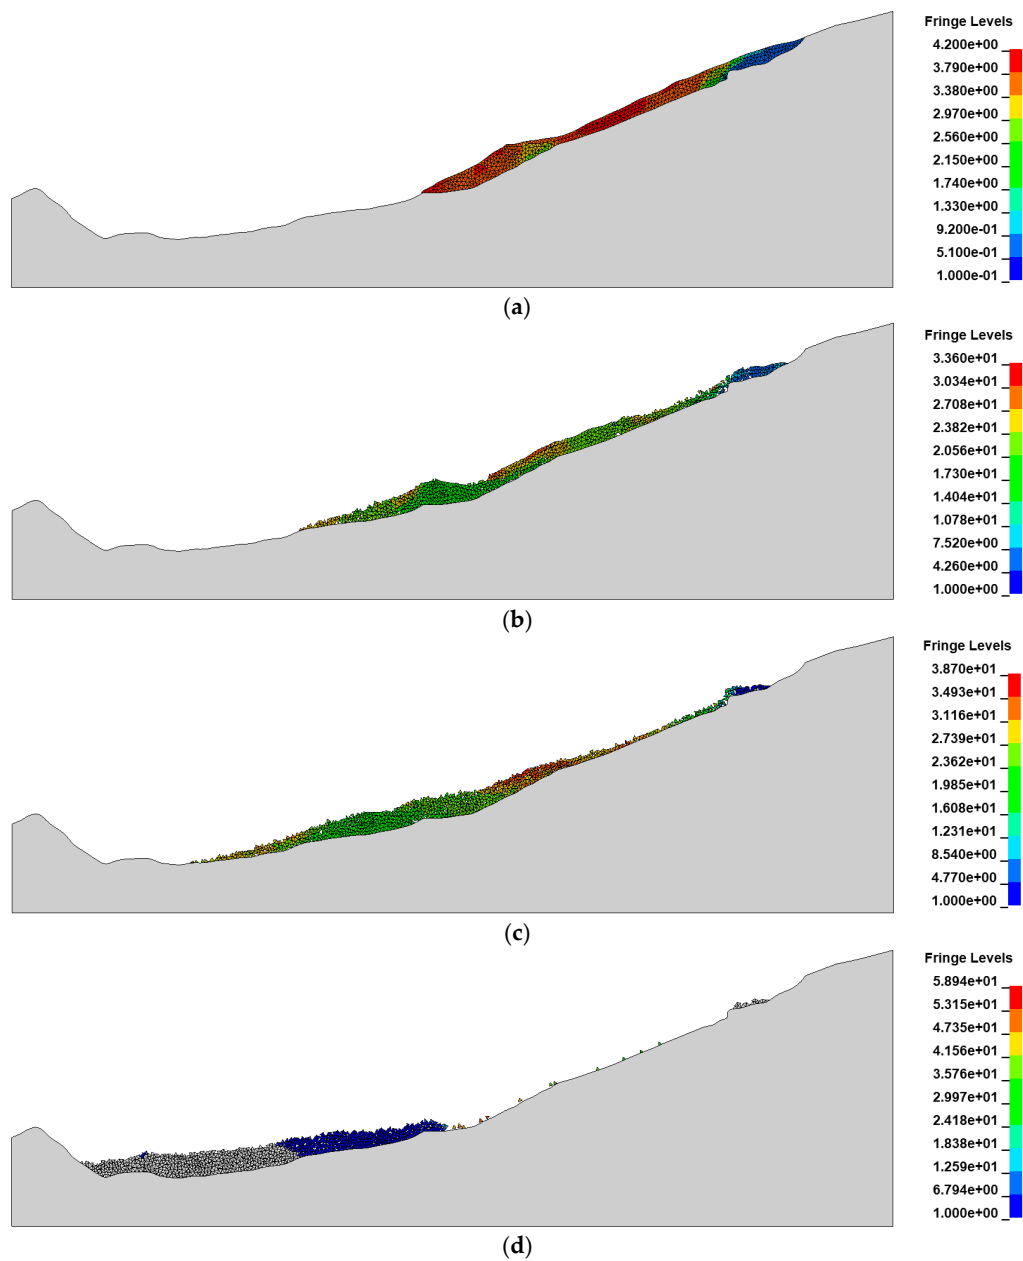 Fringe Levels
4.200e+00
3.790e+00
3.380e+00
2.970e+00
2.560e+00
2.150e+00
1.740e+00
1.330e+00
9.200e-01
5.100e-01
1.000e-01
(a)
Fringe Levels
3.360e+01
3.034e+01
2.708e+01
2.382e+01
2.056e+01
1.730e+01
1.404e+01
1.078e+01
7.520e+00
4.260e+00
1.000e+00
(b)
Fringe Levels
3.870e+01
3.493e+01
3.116e+01
2.739e+01
2.362e+01
1.985e+01
1.608e+01
1.231e+01
8.540e+00
4.770e+00
1.000e+00
(c)
Fringe Levels
5.894e+01
5.315e+01
4.735e+01
4.156e+01
3.576e+01
2.997e+01
2.418e+01
1.838e+01
1.259e+01
6.794e+00
1.000e+00
(d)